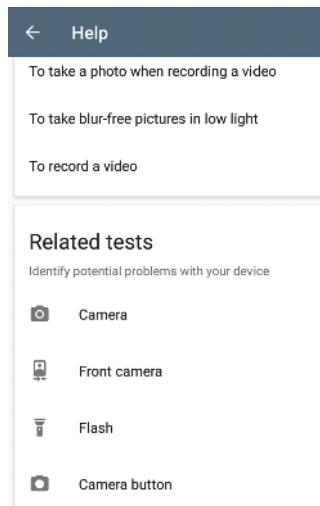 Help
To take a photo when recording a video
To take blur-free pictures in low light
To record a video
Related tests
Identify potential problems with your device
Camera
Front camera
Flash
Camera button